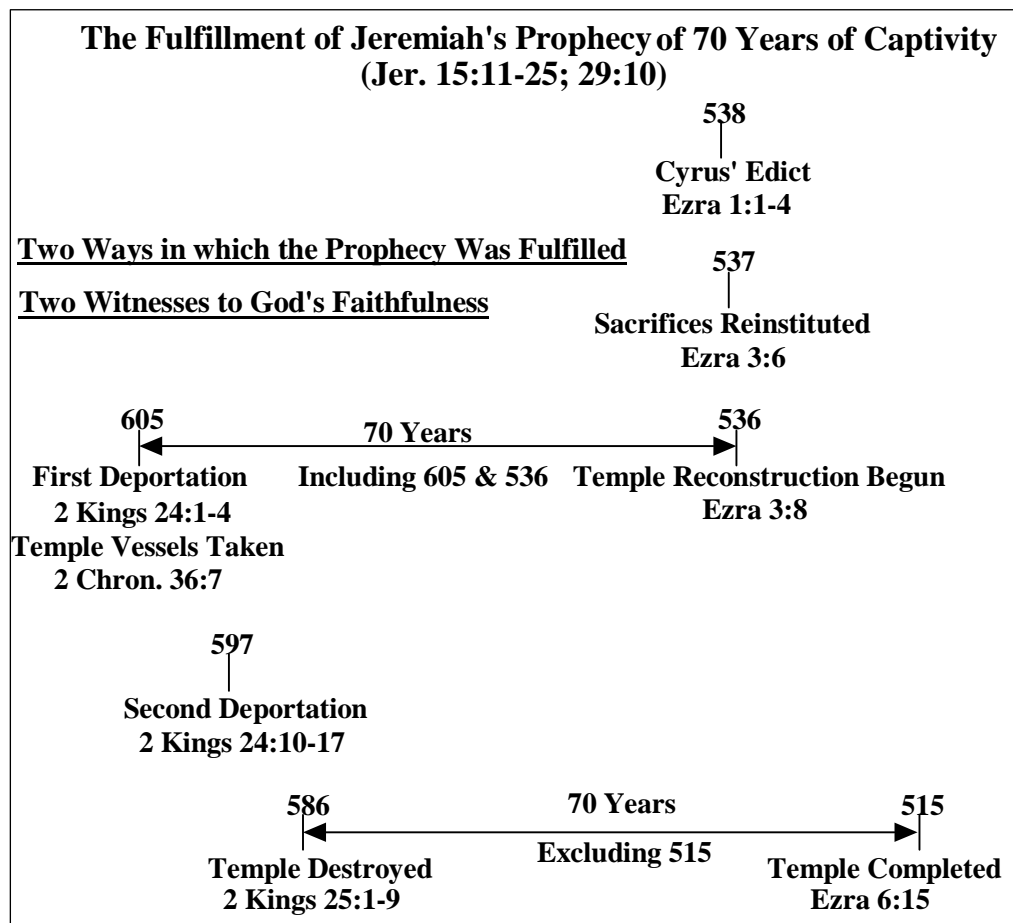 The Fulfillment of Jeremiah's Prophecy of 70 Years of Captivity
(Jer. 15:11-25; 29:10)
538
Cyrus' Edict
Ezra 1:1-4
Two Ways in which the Prophecy Was Fulfilled
537
Two Witnesses to God's Faithfulness
Sacrifices Reinstituted
Ezra 3:6
605 70 Years 536
First Deportation Including 605 & 536 Temple Reconstruction Begun
2 Kings 24:1-4 Ezra 3:8
Temple Vessels Taken
2 Chron. 36:7
597
Second Deportation
2 Kings 24:10-17
586 70 Years 515
Excluding 515
Temple Destroyed Temple Completed
2 Kings 25:1-9 Ezra 6:15